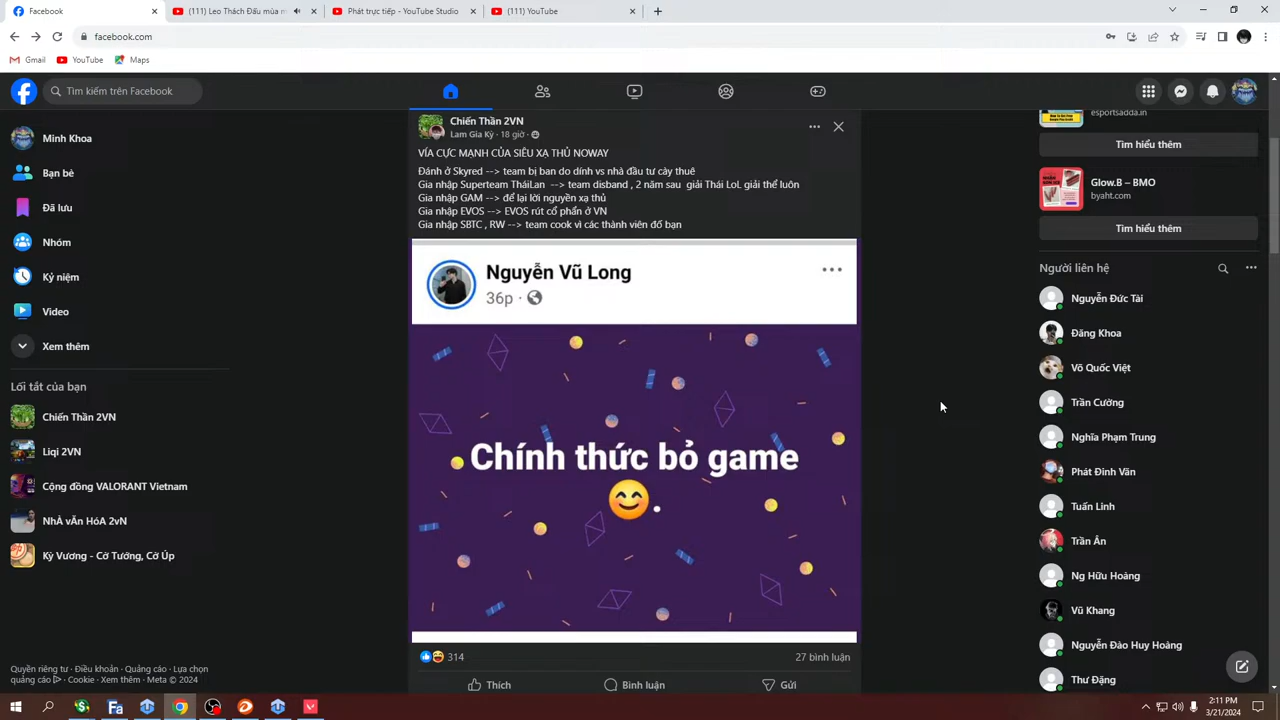 Facebook
(111) Leo Thách Đấu mùa m
Phát trực tiếp - YouTube Studio
(111) YouTube
facebook.com
Gmail
YouTube
Maps
Tìm kiếm trên Facebook
Minh Khoa
Bạn bè
Đã lưu
Nhóm
Kỷ niệm
Video
Xem thêm
Lối tắt của bạn
Chiến Thần 2VN
Liqi 2VN
Cộng đồng VALORANT Vietnam
NhÀ vĂn HóA 2vN
Kỳ Vương - Cờ Tướng, Cờ Úp
Quyền riêng tư · Điều khoản · Quảng cáo · Lựa chọn
quảng cáo · Cookie · Xem thêm · Meta © 2024
Chiến Thần 2VN
Lam Gia Kỳ · 18 giờ ·
VÍA CỰC MẠNH CỦA SIÊU XẠ THỦ NOWAY
Đánh ở Skyred --> team bị ban do dính vs nhà đầu tư cày thuê
Gia nhập Superteam TháiLan --> team disband , 2 năm sau giải Thái LoL giải thể luôn
Gia nhập GAM --> để lại lời nguyền xạ thủ
Gia nhập EVOS --> EVOS rút cổ phần ở VN
Gia nhập SBTC , RW --> team cook vì các thành viên đố bạn
Nguyễn Vũ Long
36p ·
Chính thức bỏ game
😊.
314
27 bình luận
Thích
Bình luận
Gửi
esportsadda.in
Tìm hiểu thêm
Glow.B – BMO
byaht.com
Tìm hiểu thêm
Người liên hệ
Nguyễn Đức Tài
Đăng Khoa
Võ Quốc Việt
Trần Cường
Nghĩa Phạm Trung
Phát Đinh Văn
Tuấn Linh
Trần Ân
Ng Hữu Hoàng
Vũ Khang
Nguyễn Đào Huy Hoàng
Thư Đặng
2:11 PM
3/21/2024